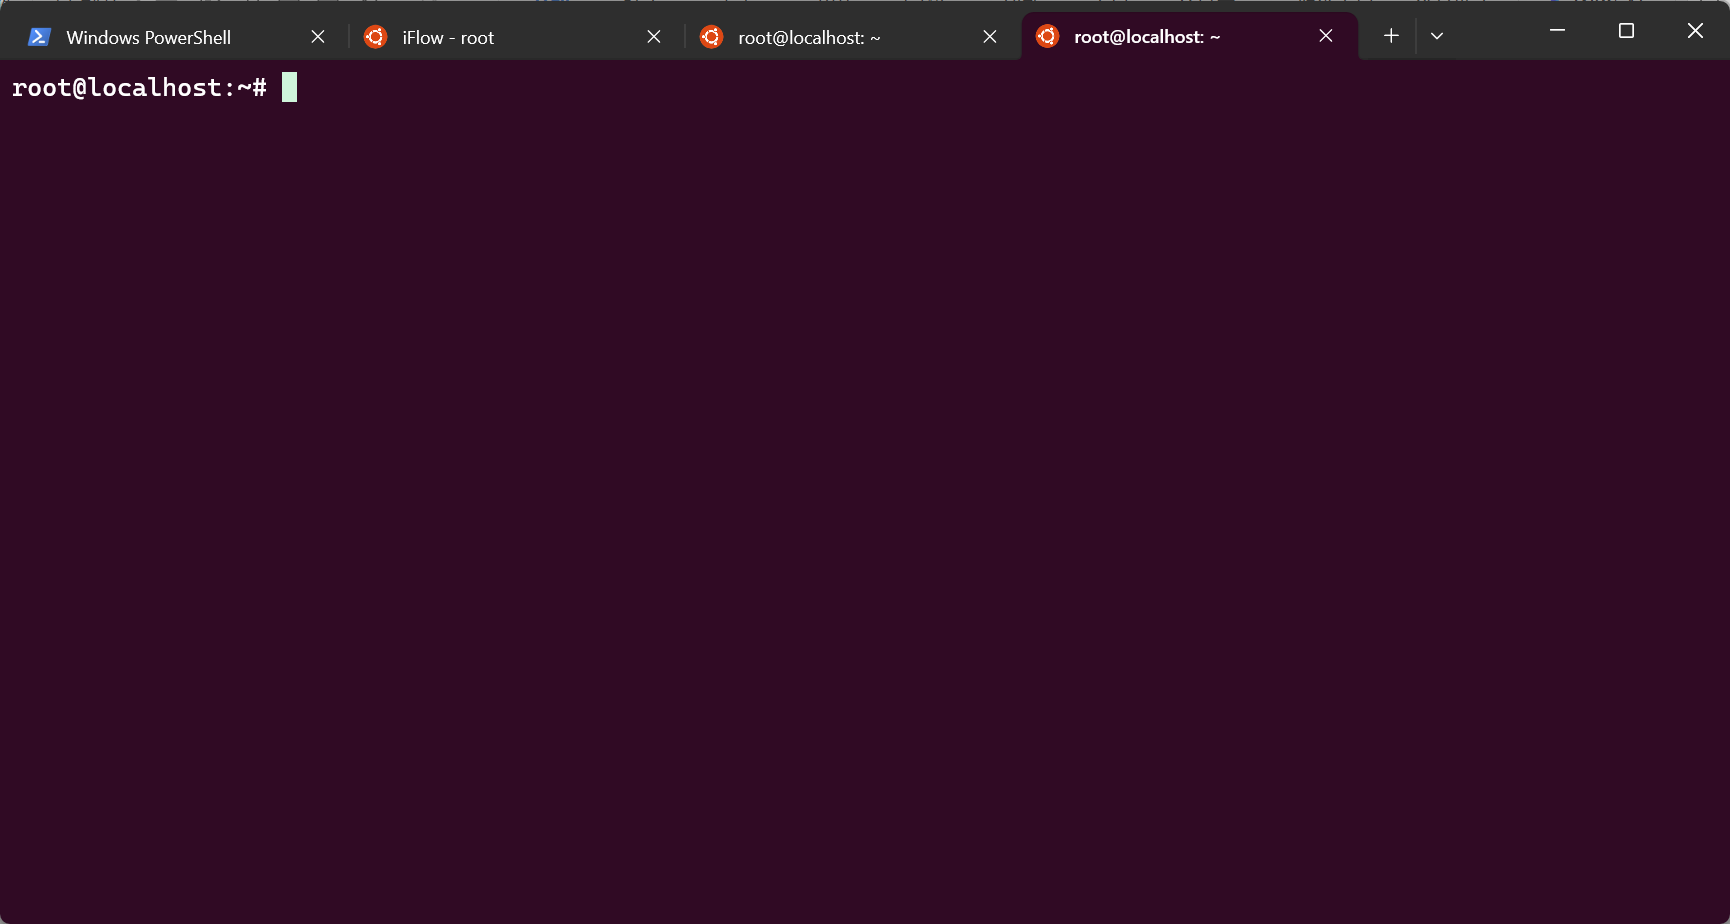 Windows PowerShell
iFlow - root
root@localhost: ~
root@localhost: ~
root@localhost:~#